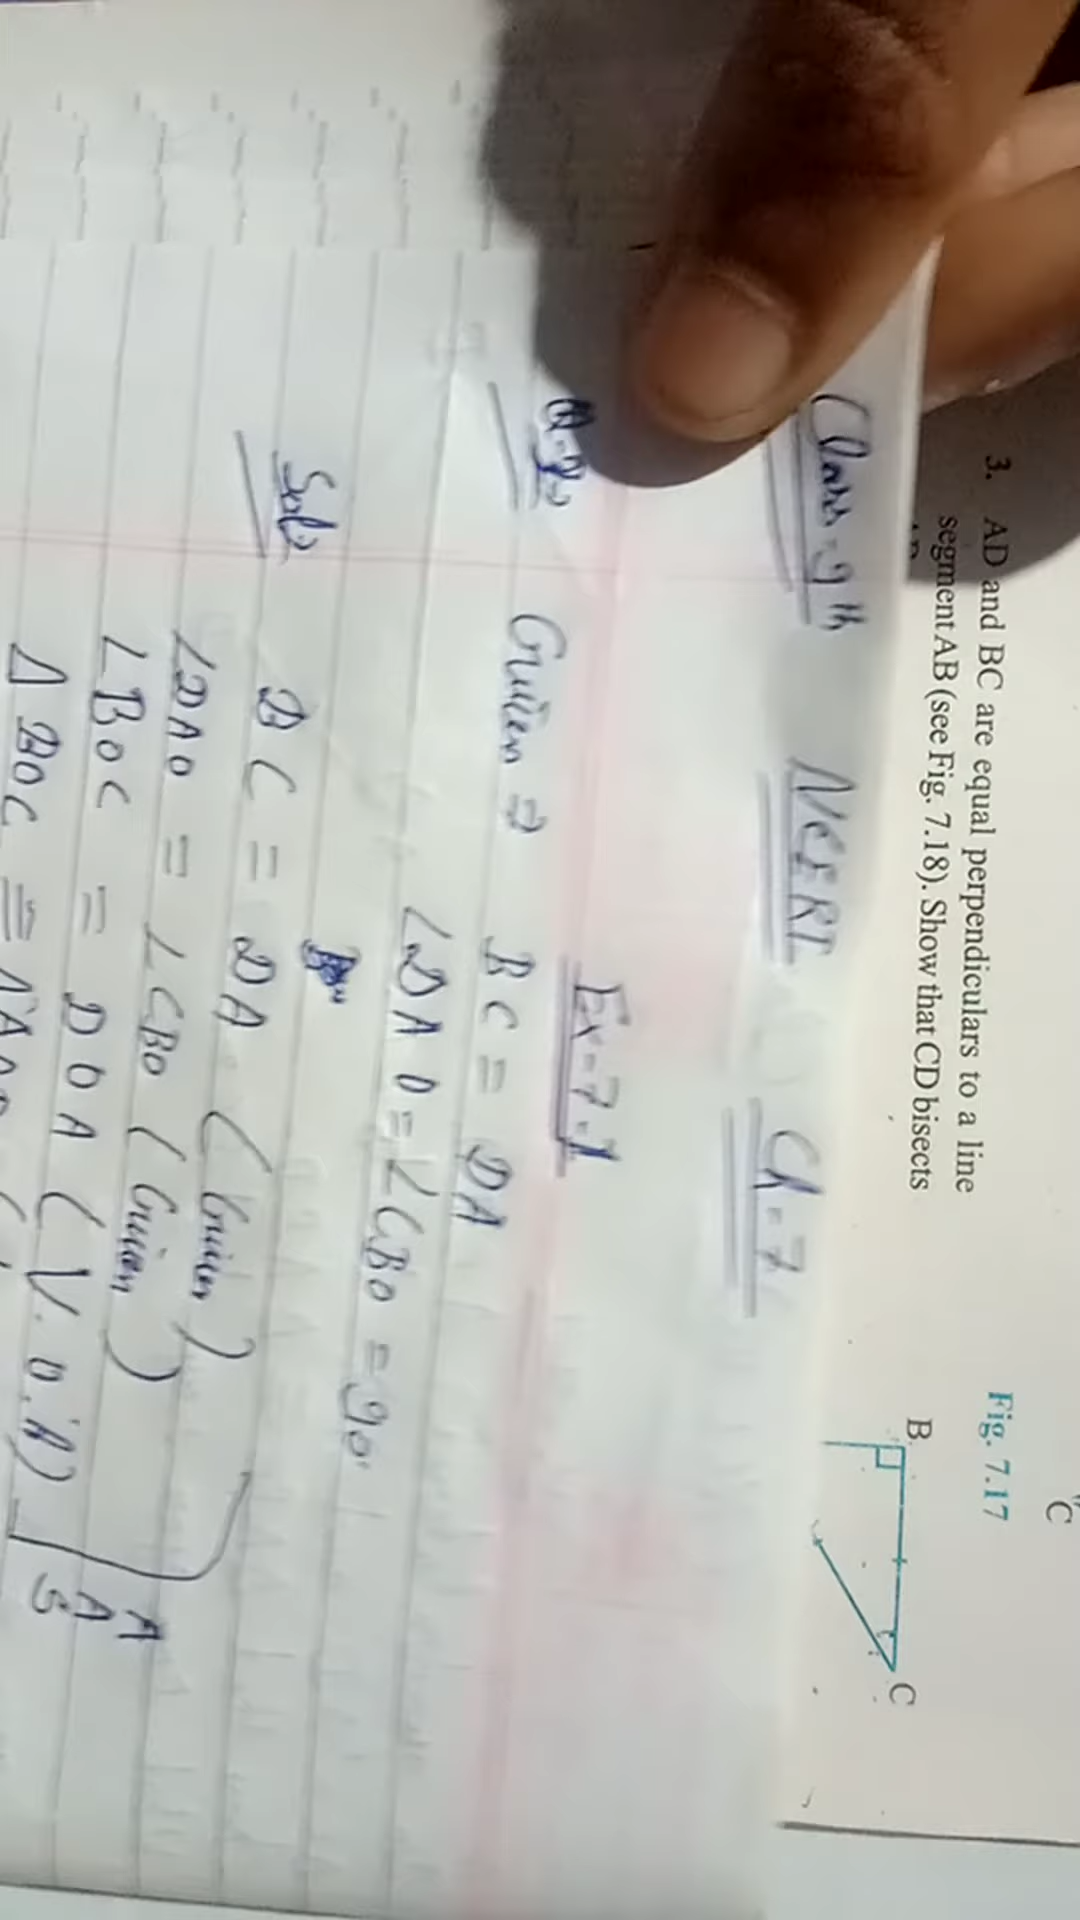 C
Fig. 7.17
3. AD and BC are equal perpendiculars to a line
segment AB (see Fig. 7.18). Show that CD bisects
B
C
Class - 9th NCERT Ch - 7
Ex - 7.1
Given ⇒ BC = DA
∠DAO = ∠CBO = 90°
Sol
BC = DA (Given)
∠DAO = ∠CBO (Given)
∠BOC = DOA (V.O.A)
A
A
S
Δ BOC ≅